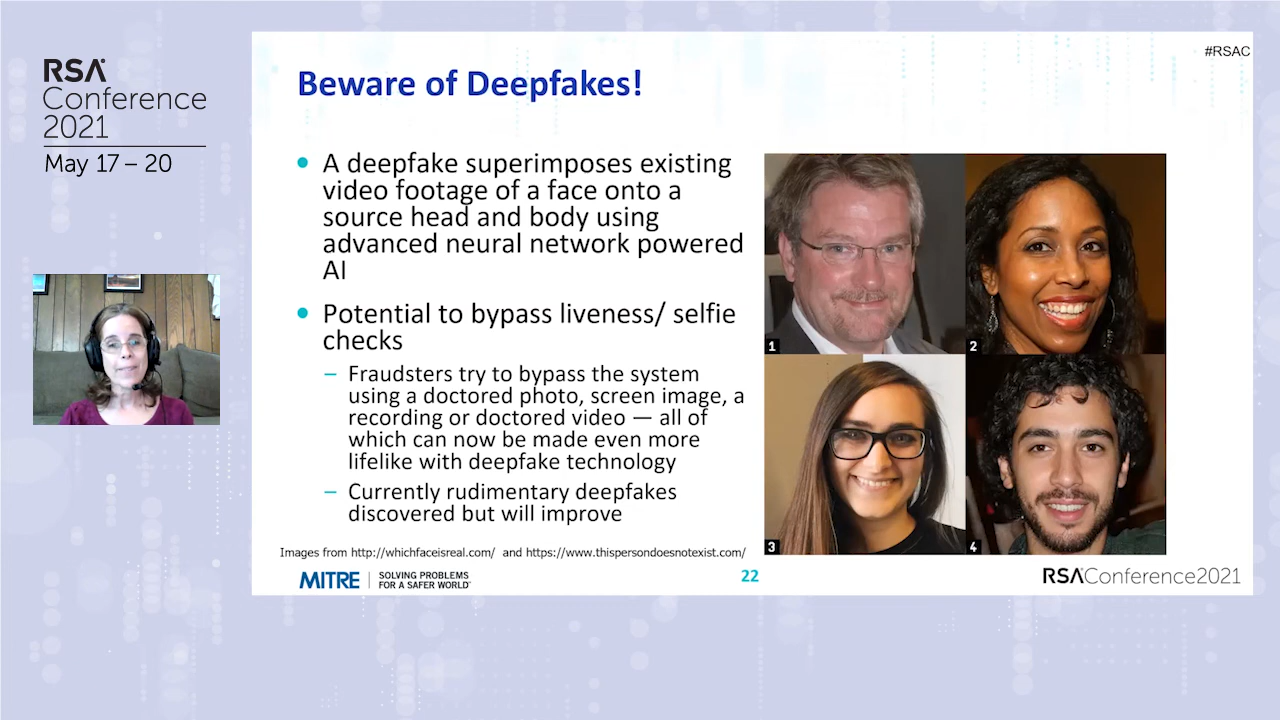 RSA
Conference
2021
May 17 – 20
#RSAC
Beware of Deepfakes!
• A deepfake superimposes existing
video footage of a face onto a
source head and body using
advanced neural network powered
AI
• Potential to bypass liveness/ selfie
checks
– Fraudsters try to bypass the system
using a doctored photo, screen image, a
recording or doctored video — all of
which can now be made even more
lifelike with deepfake technology
– Currently rudimentary deepfakes
discovered but will improve
1
2
3
4
Images from http://whichfaceisreal.com/ and https://www.thispersondoesnotexist.com/
MITRE
SOLVING PROBLEMS
FOR A SAFER WORLD
22
RSA Conference2021